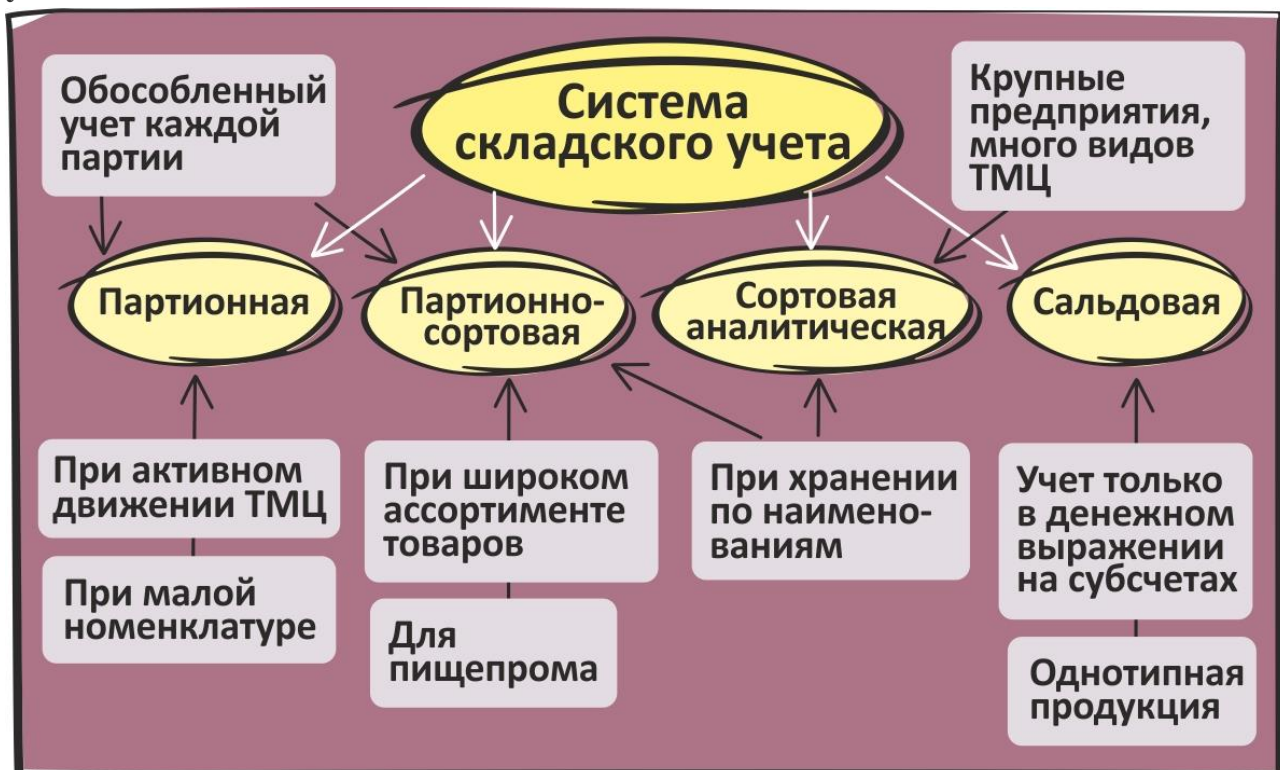 Система
складского учета
Обособленный
учет каждой
партии
Крупные
предприятия,
много видов
ТМЦ
Партионная
Партионно-
сортовая
Сортовая
аналитическая
Сальдовая
При активном
движении ТМЦ
При малой
номенклатуре
При широком
ассортименте
товаров
Для
пищепрома
При хранении
по наимено-
ваниям
Учет только
в денежном
выражении
на субсчетах
Однотипная
продукция